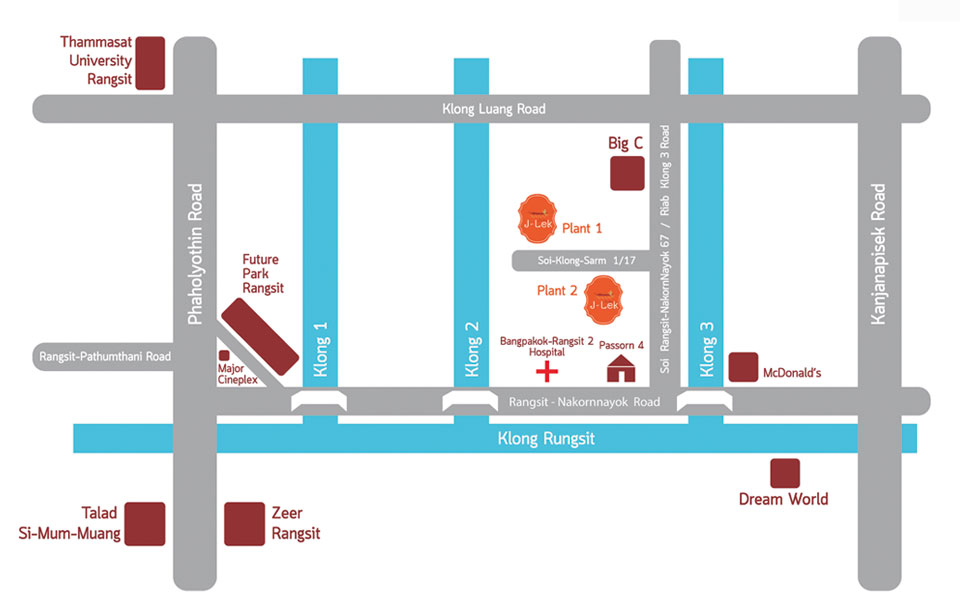 Thammasat
University
Rangsit
Klong Luang Road
Big C
Phaholyothin Road
Soi Rangsit-NakornNayok 67 / Riab Klong 3 Road
Kanjanapisek Road
J-Lek
Plant 1
Soi-Klong-Sarm 1/17
Future
Park
Rangsit
Plant 2
J-Lek
Klong 1
Klong 2
Klong 3
Rangsit-Pathumthani Road
Major
Cineplex
Bangpakok-Rangsit 2
Hospital
Passorn 4
McDonald's
Rangsit - Nakornnayok Road
Klong Rungsit
Dream World
Talad
Si-Mum-Muang
Zeer
Rangsit